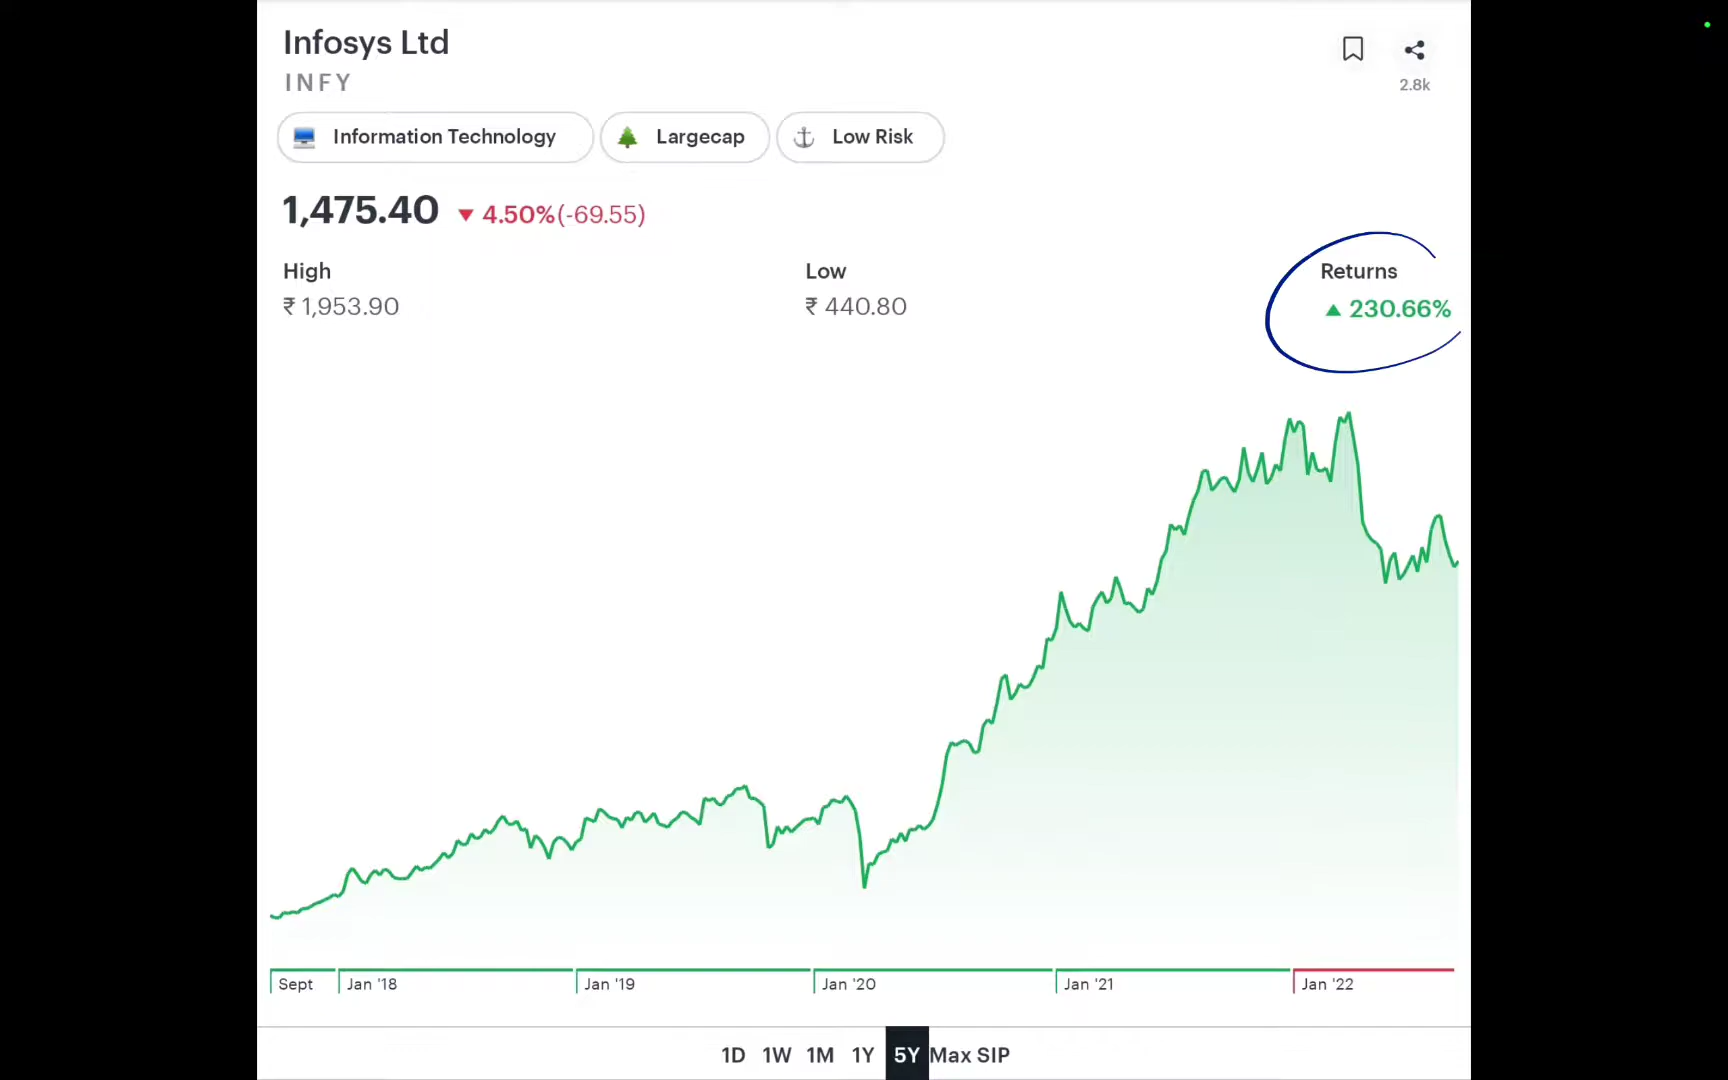 Infosys Ltd
INFY
2.8k
Information Technology Largecap Low Risk
1,475.40 ▼ 4.50%(-69.55)
High Low Returns
₹ 1,953.90 ₹ 440.80 ▲ 230.66%
Sept Jan '18 Jan '19 Jan '20 Jan '21 Jan '22
1D 1W 1M 1Y 5Y Max SIP